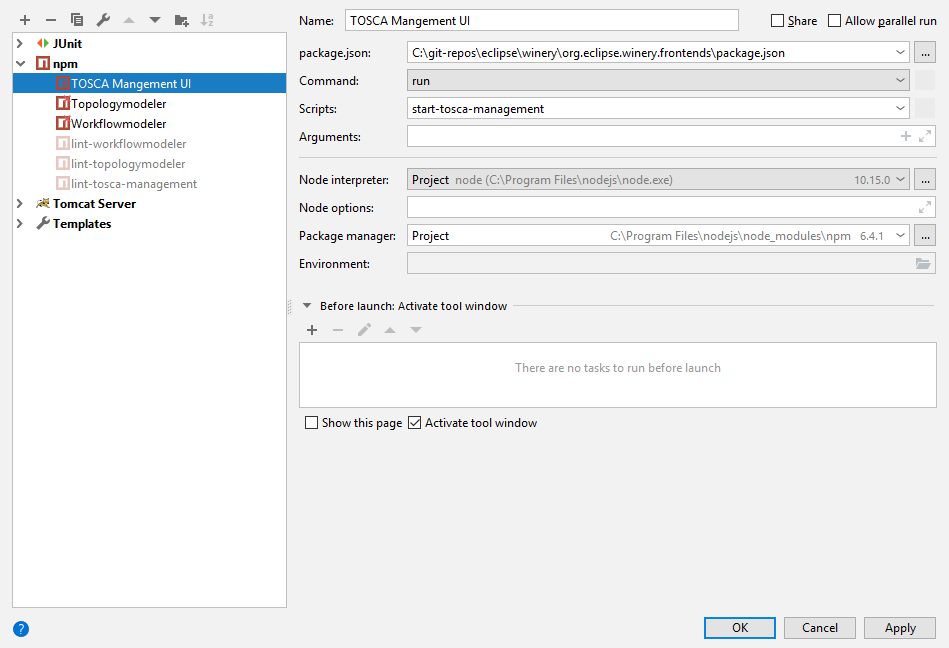 Name: TOSCA Mangement UI Share Allow parallel run
JUnit
npm
TOSCA Mangement UI
Topologymodeler
Workflowmodeler
lint-workflowmodeler
lint-topologymodeler
lint-tosca-management
Tomcat Server
Templates
package.json: C:\git-repos\eclipse\winery\org.eclipse.winery.frontends\package.json ...
Command: run
Scripts: start-tosca-management
Arguments:
Node interpreter: Project node (C:\Program Files\nodejs\node.exe) 10.15.0 ...
Node options:
Package manager: Project C:\Program Files\nodejs\node_modules\npm 6.4.1 ...
Environment:
Before launch: Activate tool window
There are no tasks to run before launch
Show this page Activate tool window
? OK Cancel Apply